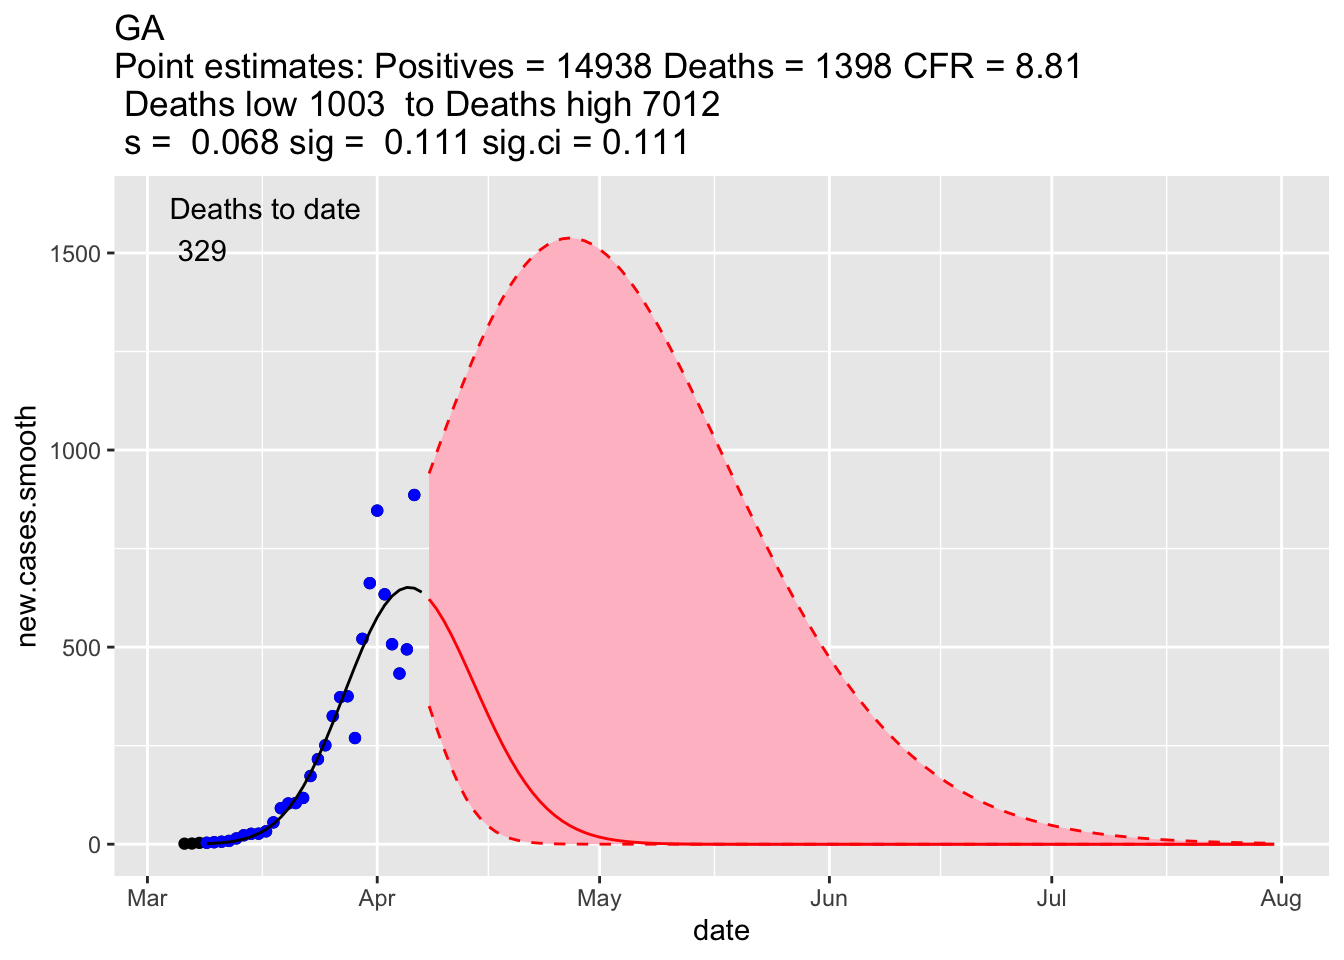 GA
Point estimates: Positives = 14938 Deaths = 1398 CFR = 8.81
Deaths low 1003  to Deaths high 7012
s =  0.068 sig =  0.111 sig.ci = 0.111
Deaths to date
329
1500
1000
500
0
new.cases.smooth
Mar Apr May Jun Jul Aug
date